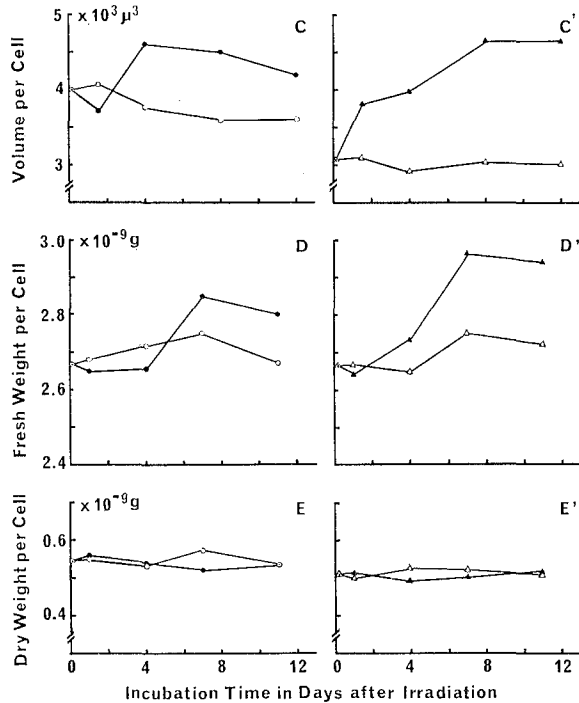 × 10³ μ³
C
C'
5
4
3
Volume per Cell
× 10⁻⁹g
D
D'
3.0
2.8
2.6
2.4
Fresh Weight per Cell
× 10⁻⁹g
E
E'
0.6
0.4
Dry Weight per Cell
0 4 8 12 0 4 8 12
Incubation Time in Days after Irradiation